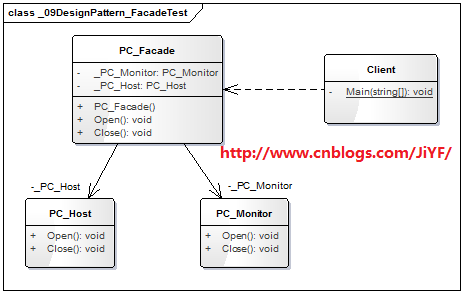 class _09DesignPattern_FacadeTest
PC_Facade
- _PC_Monitor: PC_Monitor
- _PC_Host: PC_Host
+ PC_Facade()
+ Open(): void
+ Close(): void
Client
- Main(string[]): void
http://www.cnblogs.com/JiYF/
-_PC_Host
-_PC_Monitor
PC_Host
+ Open(): void
+ Close(): void
PC_Monitor
+ Open(): void
+ Close(): void